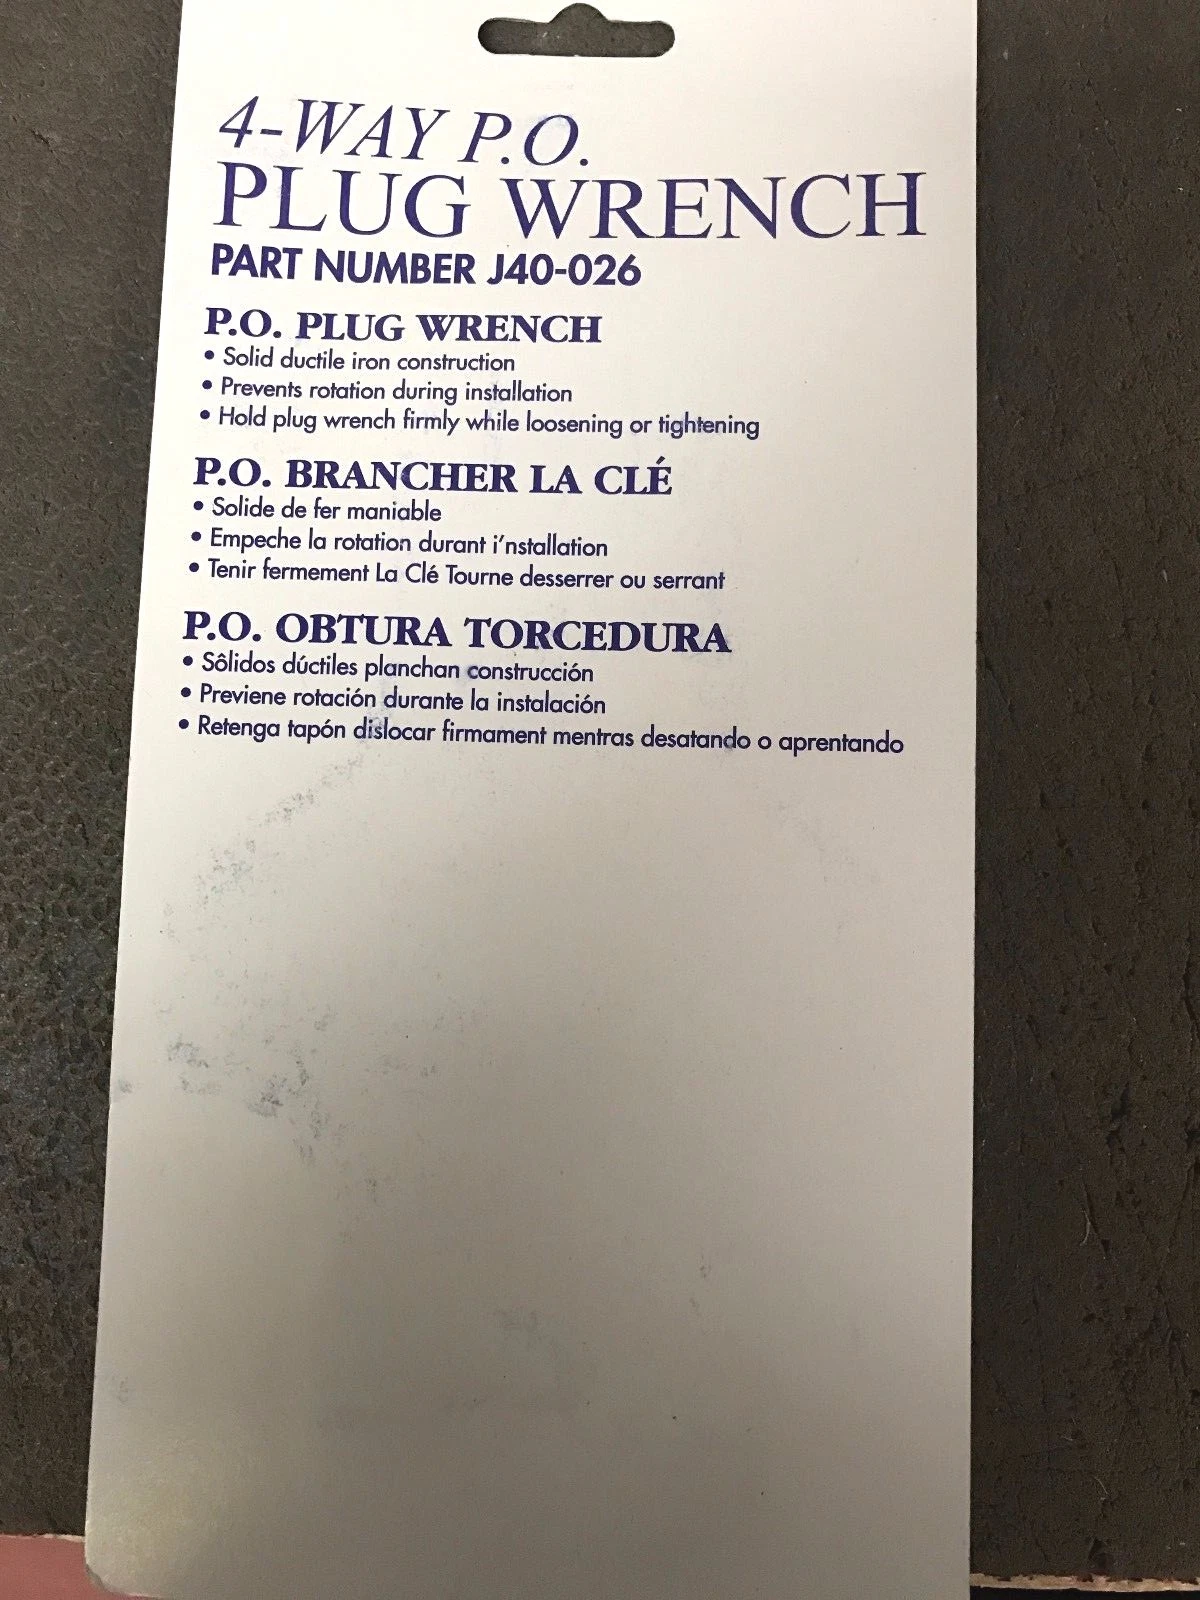 4-WAY P.O.
PLUG WRENCH
PART NUMBER J40-026
P.O. PLUG WRENCH
• Solid ductile iron construction
• Prevents rotation during installation
• Hold plug wrench firmly while loosening or tightening
P.O. BRANCHER LA CLÉ
• Solide de fer maniable
• Empeche la rotation durant i'nstallation
• Tenir fermement La Clé Tourne desserrer ou serrant
P.O. OBTURA TORCEDURA
• Sôlidos dúctiles planchan construcción
• Previene rotación durante la instalación
• Retenga tapón dislocar firmament mentras desatando o aprentando